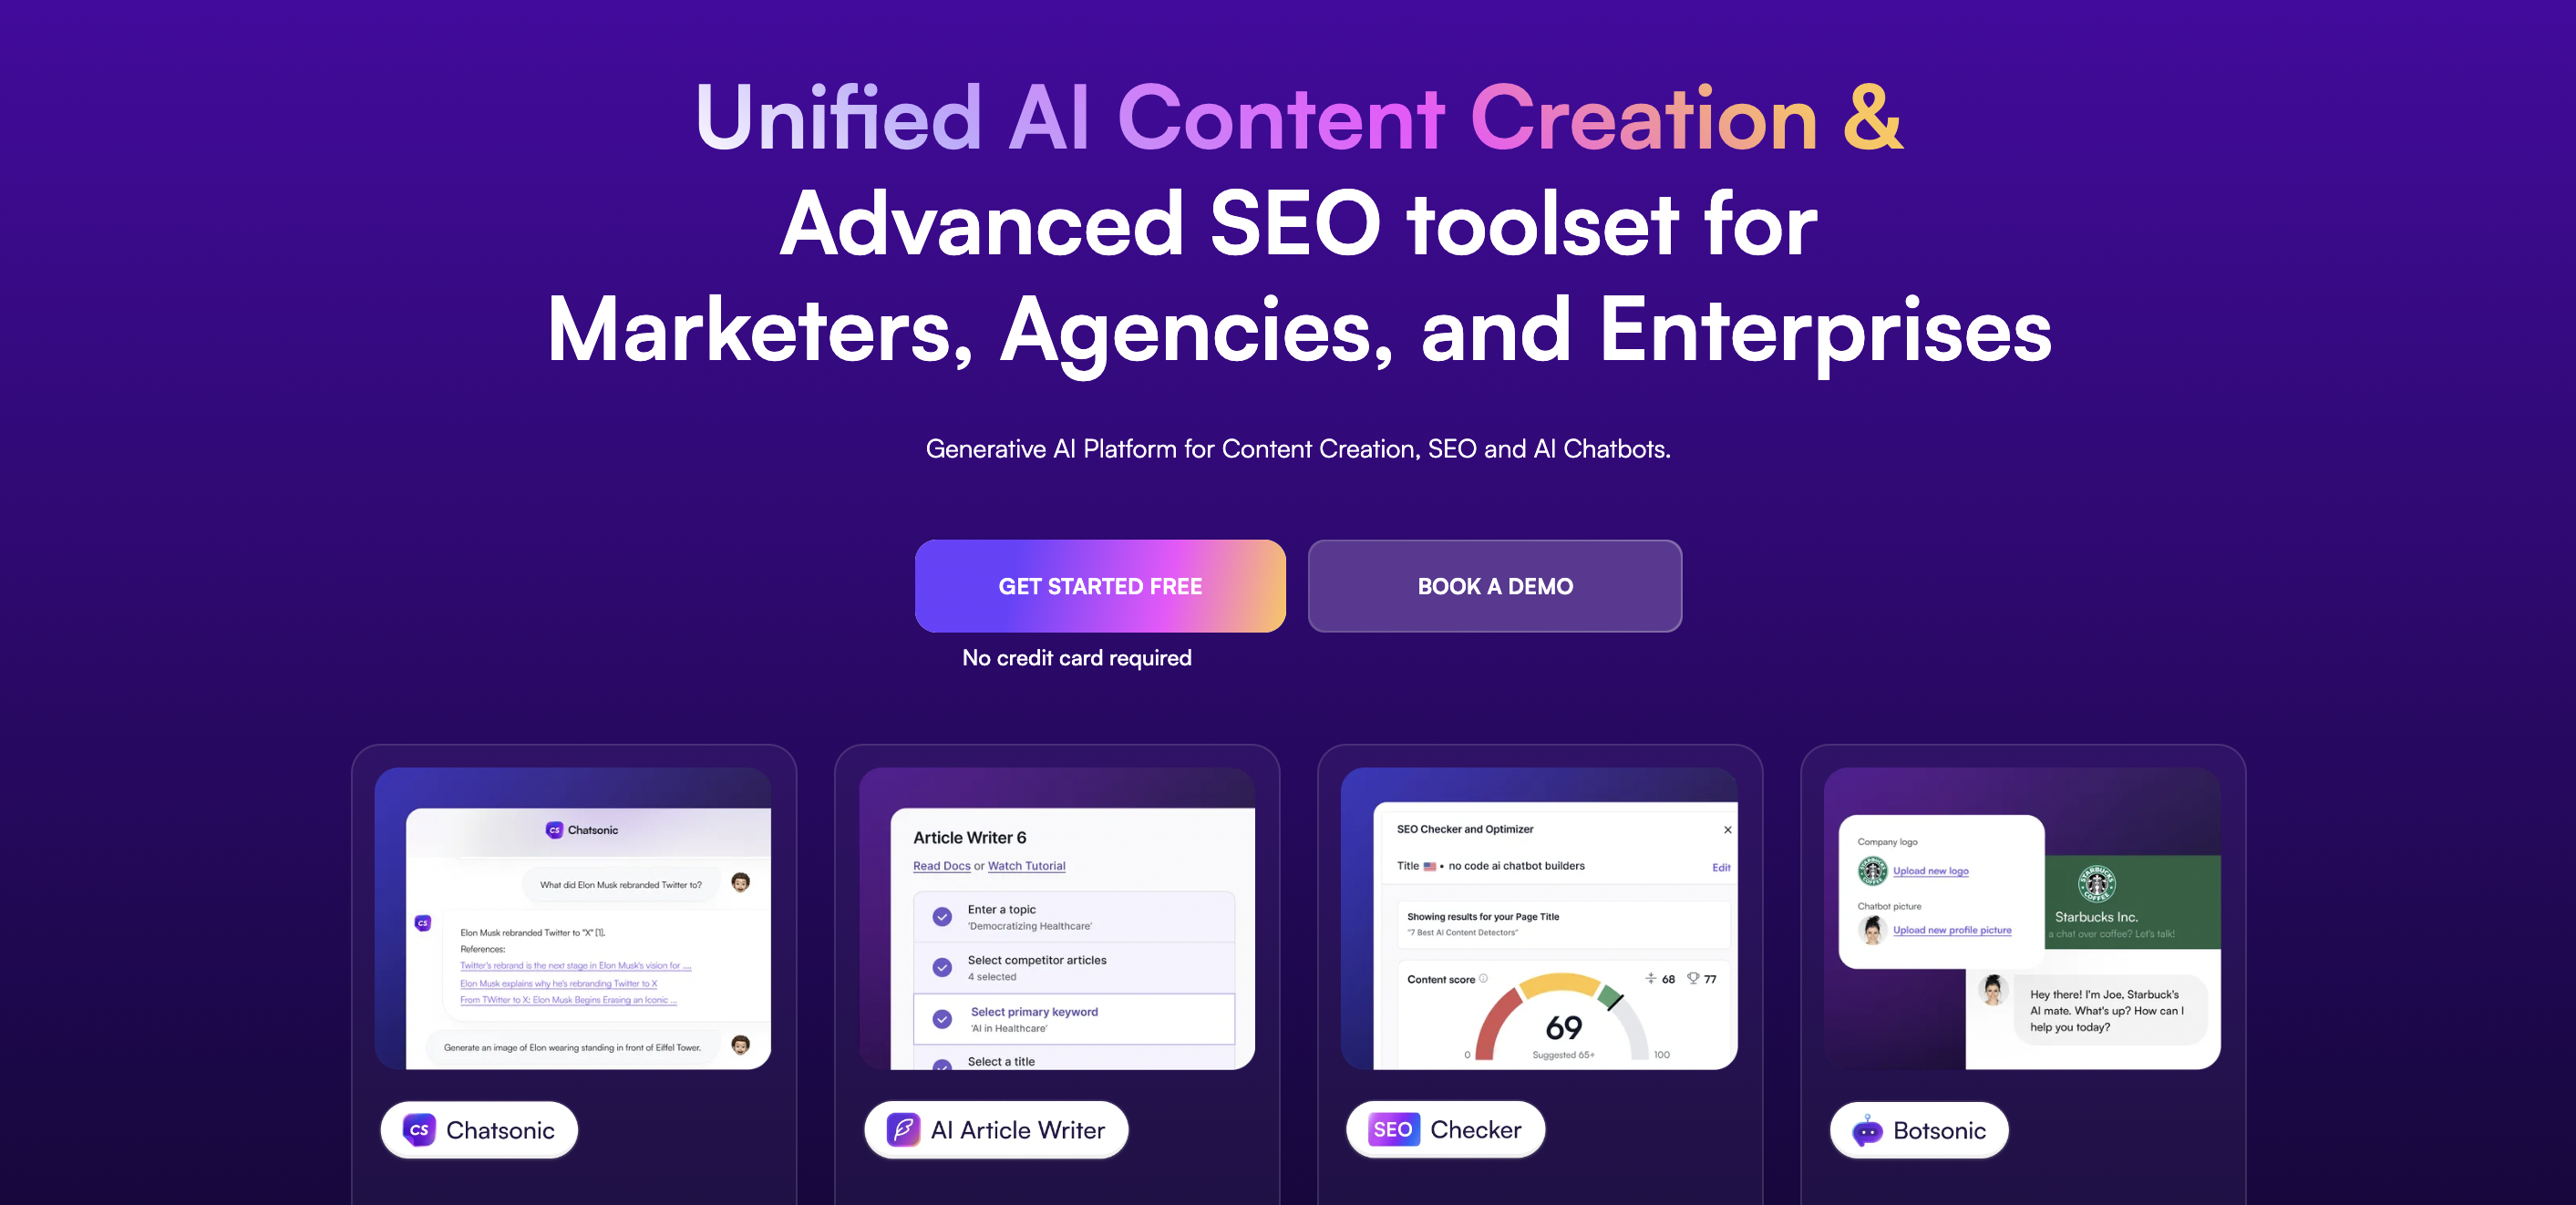 Unified AI Content Creation &
Advanced SEO toolset for
Marketers, Agencies, and Enterprises
Generative AI Platform for Content Creation, SEO and AI Chatbots.
GET STARTED FREE
BOOK A DEMO
No credit card required
CS Chatsonic
What did Elon Musk rebranded Twitter to?
CS
Elon Musk rebranded Twitter to "X" [1].
References:
Twitter's rebrand is the next stage in Elon Musk's vision for ....
Elon Musk explains why he's rebranding Twitter to X
From TWitter to X: Elon Musk Begins Erasing an Iconic ...
Generate an image of Elon wearing standing in front of Eiffel Tower.
CS Chatsonic
Article Writer 6
Read Docs or Watch Tutorial
Enter a topic
'Democratizing Healthcare'
Select competitor articles
4 selected
Select primary keyword
'AI in Healthcare'
Select a title
AI Article Writer
SEO Checker and Optimizer
Title • no code ai chatbot builders
Edit
Showing results for your Page Title
"7 Best AI Content Detectors"
Content score
68 77
69
0 Suggested 65+ 100
SEO Checker
Company logo
Upload new logo
Chatbot picture
Upload new profile picture
STARBUCKS COFFEE
Starbucks Inc.
a chat over coffee? Let's talk!
Hey there! I'm Joe, Starbuck's
AI mate. What's up? How can I
help you today?
Botsonic